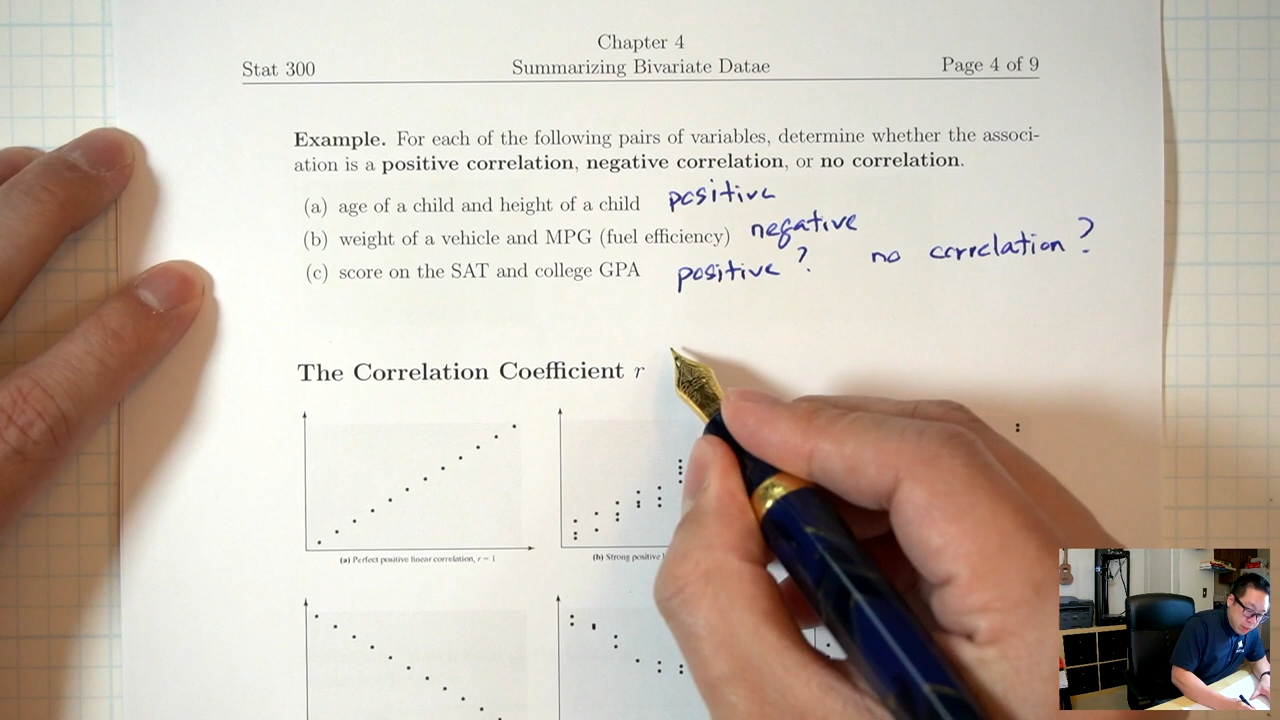 Chapter 4
Stat 300 Summarizing Bivariate Datae Page 4 of 9
Example. For each of the following pairs of variables, determine whether the associ-
ation is a positive correlation, negative correlation, or no correlation.
(a) age of a child and height of a child positive
(b) weight of a vehicle and MPG (fuel efficiency) negative
(c) score on the SAT and college GPA positive ? no correlation ?
The Correlation Coefficient r
(a) Perfect positive linear correlation, r = 1
(b) Strong positive